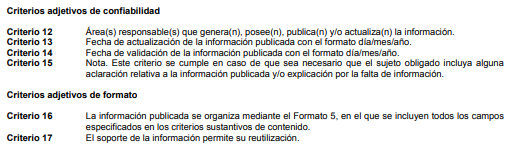 Criterios adjetivos de confiabilidad
Criterio 12 Área(s) responsable(s) que genera(n), posee(n), publica(n) y/o actualiza(n) la información.
Criterio 13 Fecha de actualización de la información publicada con el formato día/mes/año.
Criterio 14 Fecha de validación de la información publicada con el formato día/mes/año.
Criterio 15 Nota. Este criterio se cumple en caso de que sea necesario que el sujeto obligado incluya alguna
aclaración relativa a la información publicada y/o explicación por la falta de información.
Criterios adjetivos de formato
Criterio 16 La información publicada se organiza mediante el Formato 5, en el que se incluyen todos los campos
especificados en los criterios sustantivos de contenido.
Criterio 17 El soporte de la información permite su reutilización.